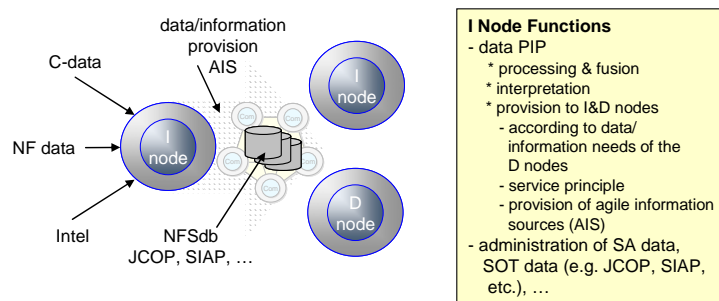 data/information
provision
AIS
C-data
NF data
Intel
I
node
Com
Com
Com
Com
Com
I
node
D
node
NFSdb
JCOP, SIAP, …
I Node Functions
- data PIP
* processing & fusion
* interpretation
* provision to I&D nodes
- according to data/
information needs of the
D nodes
- service principle
- provision of agile information
sources (AIS)
- administration of SA data,
SOT data (e.g. JCOP, SIAP,
etc.), …